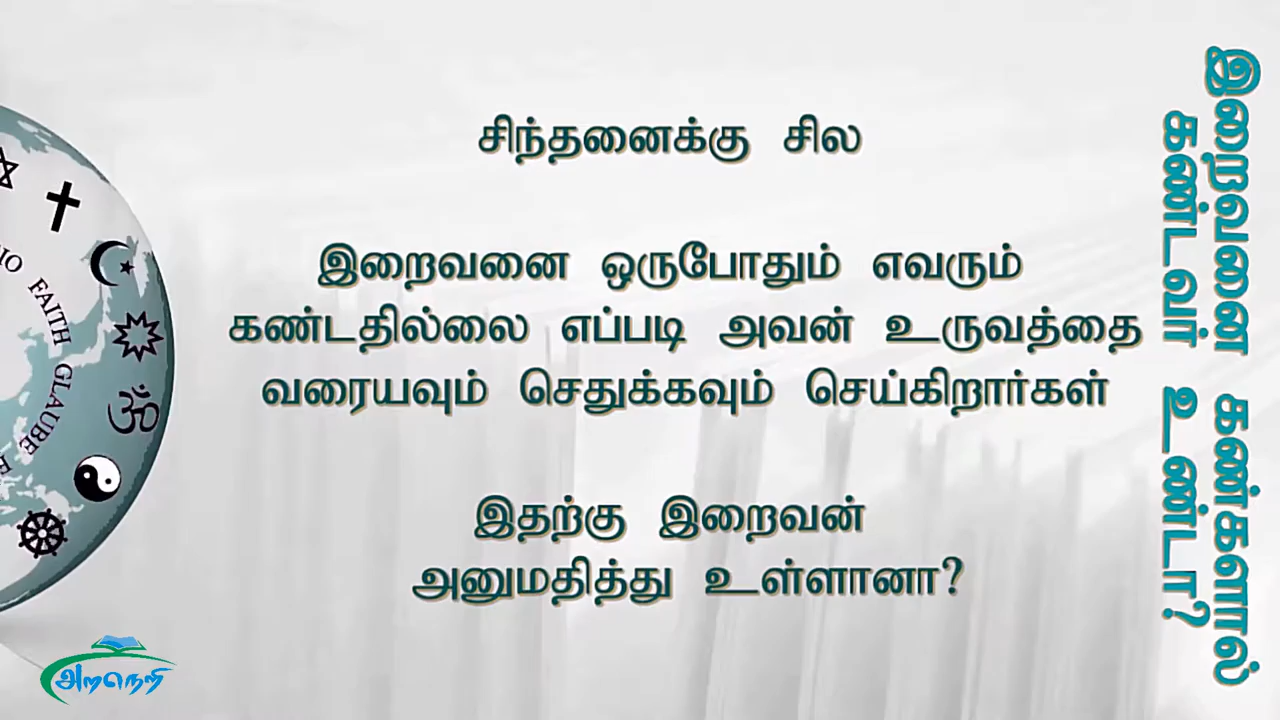 சிந்தனைக்கு சில
இறைவனை ஒருபோதும் எவரும்
கண்டதில்லை எப்படி அவன் உருவத்தை
வரையவும் செதுக்கவும் செய்கிறார்கள்
இதற்கு இறைவன்
அனுமதித்து உள்ளானா?
இறைவனை கண்களால்
கண்டவர் உண்டா?
FAITH
GLAUBE
அறநெறி